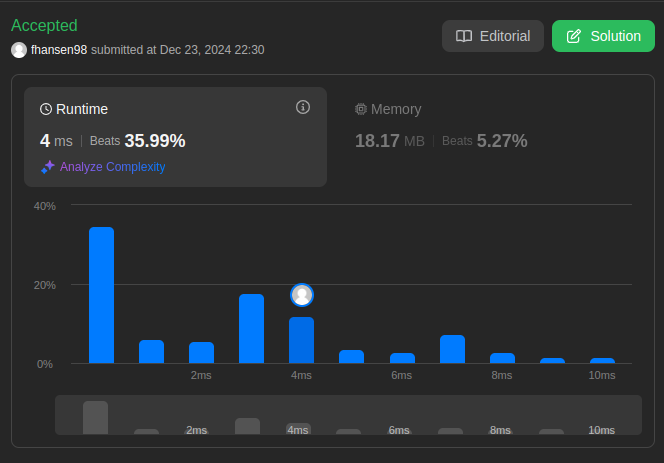 Accepted
fhansen98 submitted at Dec 23, 2024 22:30
Editorial
Solution
Runtime
4 ms | Beats 35.99%
Analyze Complexity
Memory
18.17 MB | Beats 5.27%
40%
20%
0%
2ms 4ms 6ms 8ms 10ms
2ms 4ms 6ms 8ms 10ms